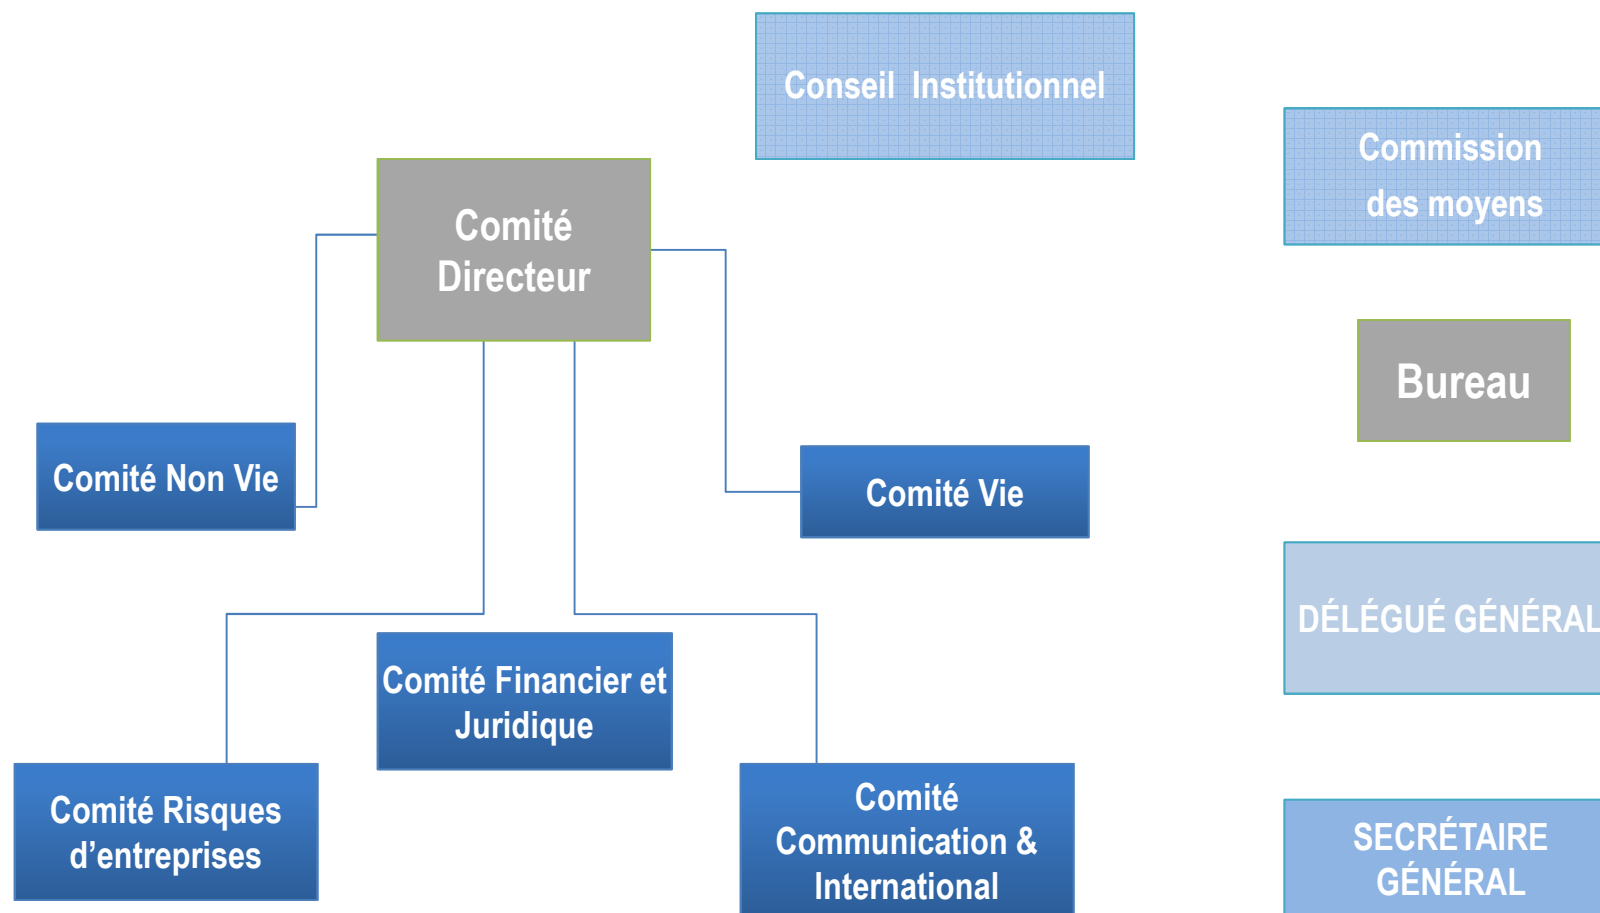 Conseil Institutionnel
Commission
des moyens
Comité
Directeur
Bureau
Comité Non Vie
Comité Vie
DÉLÉGUÉ GÉNÉRAL
Comité Financier et
Juridique
Comité Risques
d’entreprises
Comité
Communication &
International
SECRÉTAIRE
GÉNÉRAL